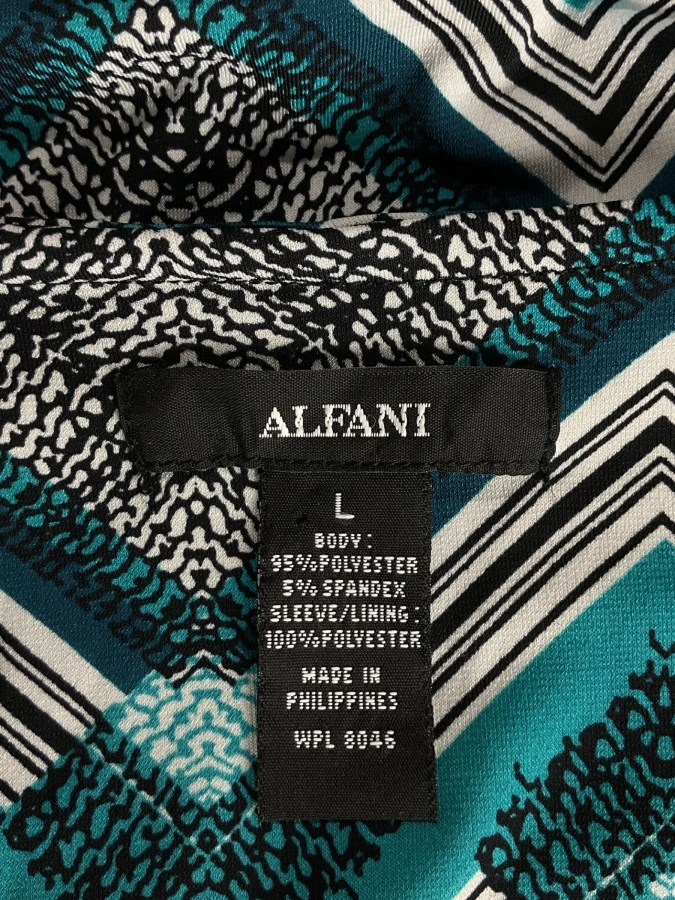 ALFANI
L
BODY:
95%POLYESTER
5% SPANDEX
SLEEVE/LINING:
100%POLYESTER
MADE IN
PHILIPPINES
WPL 8046